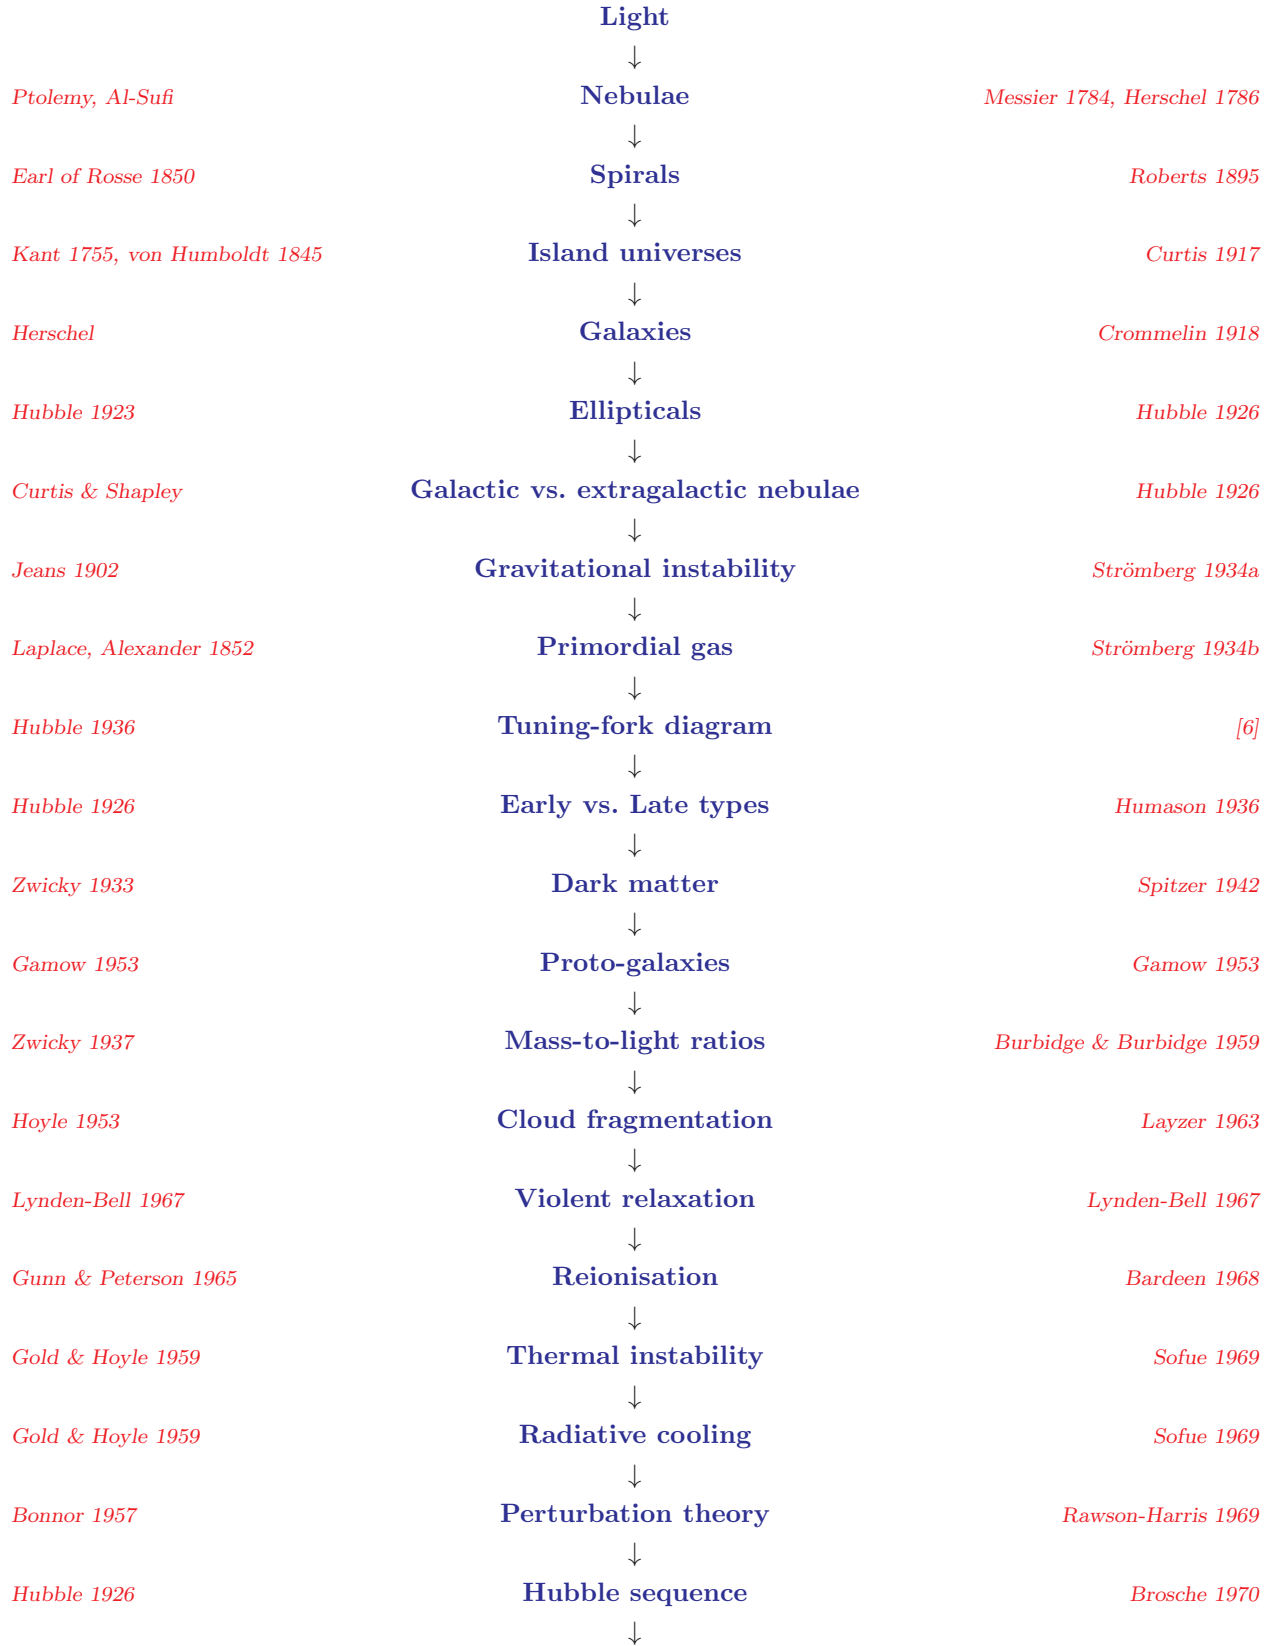 Light
↓
Ptolemy, Al-Sufi Nebulae Messier 1784, Herschel 1786
↓
Earl of Rosse 1850 Spirals Roberts 1895
↓
Kant 1755, von Humboldt 1845 Island universes Curtis 1917
↓
Herschel Galaxies Crommelin 1918
↓
Hubble 1923 Ellipticals Hubble 1926
↓
Curtis & Shapley Galactic vs. extragalactic nebulae Hubble 1926
↓
Jeans 1902 Gravitational instability Strömberg 1934a
↓
Laplace, Alexander 1852 Primordial gas Strömberg 1934b
↓
Hubble 1936 Tuning-fork diagram [6]
↓
Hubble 1926 Early vs. Late types Humason 1936
↓
Zwicky 1933 Dark matter Spitzer 1942
↓
Gamow 1953 Proto-galaxies Gamow 1953
↓
Zwicky 1937 Mass-to-light ratios Burbidge & Burbidge 1959
↓
Hoyle 1953 Cloud fragmentation Layzer 1963
↓
Lynden-Bell 1967 Violent relaxation Lynden-Bell 1967
↓
Gunn & Peterson 1965 Reionisation Bardeen 1968
↓
Gold & Hoyle 1959 Thermal instability Sofue 1969
↓
Gold & Hoyle 1959 Radiative cooling Sofue 1969
↓
Bonnor 1957 Perturbation theory Rawson-Harris 1969
↓
Hubble 1926 Hubble sequence Brosche 1970
↓